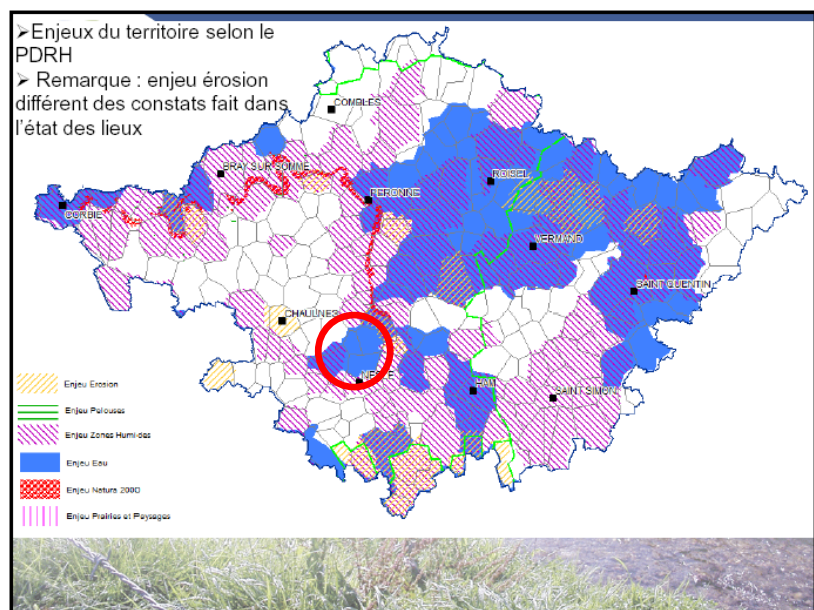 ➢Enjeux du territoire selon le
PDRH
➢ Remarque : enjeu érosion
différent des constats fait dans
l'état des lieux
COMBLES
BRAY SUR SOMME
ROISEL
PERONNE
CORBIE
VERMAND
SAINT QUENTIN
CHAULNES
NESLE
HAM
SAINT SIMON
Enjeu Erosion
Enjeu Pelouses
Enjeu Zones Humides
Enjeu Eau
Enjeu Natura 2000
Enjeu Prairies et Paysages